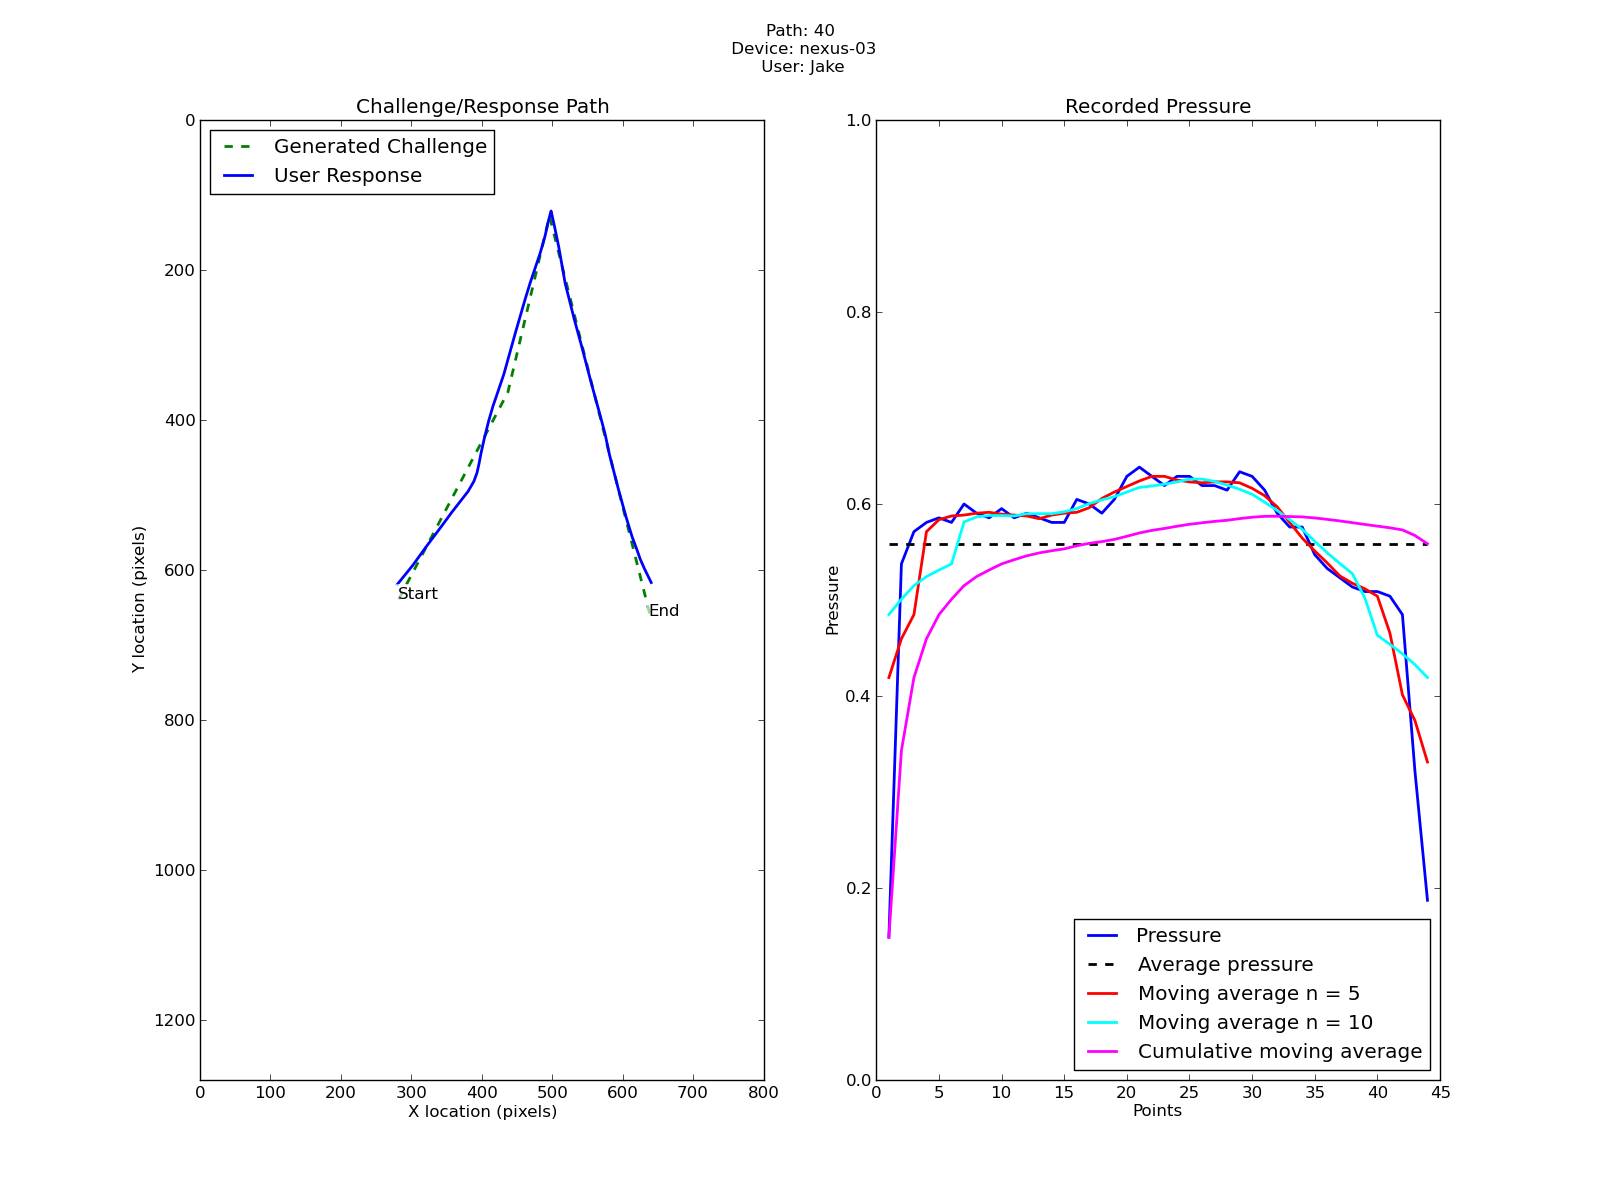 Path: 40
Device: nexus-03
User: Jake
Challenge/Response Path
Generated Challenge
User Response
0
200
400
600
800
1000
1200
Y location (pixels)
Start
End
0 100 200 300 400 500 600 700 800
X location (pixels)
Recorded Pressure
1.0
0.8
0.6
0.4
0.2
0.0
Pressure
Pressure
Average pressure
Moving average n = 5
Moving average n = 10
Cumulative moving average
0 5 10 15 20 25 30 35 40 45
Points